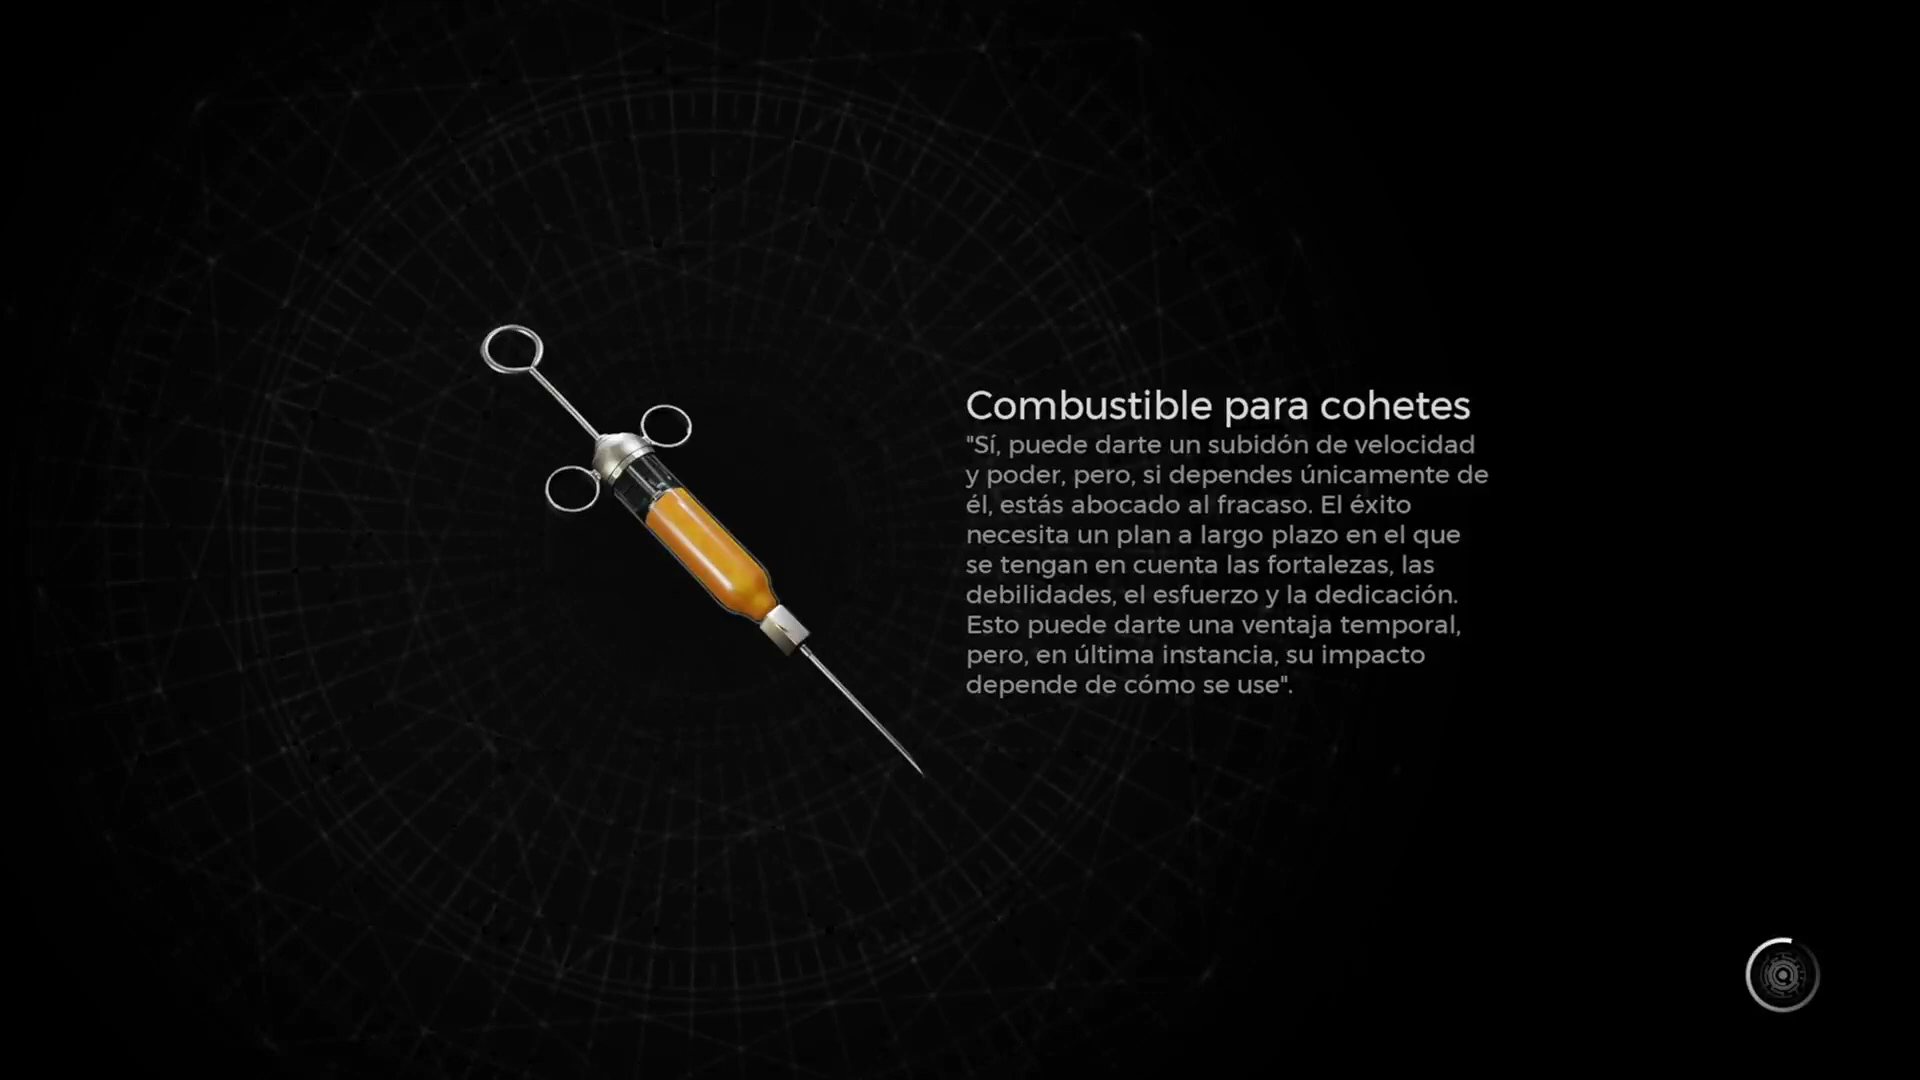 Combustible para cohetes
"Sí, puede darte un subidón de velocidad
y poder, pero, si dependes únicamente de
él, estás abocado al fracaso. El éxito
necesita un plan a largo plazo en el que
se tengan en cuenta las fortalezas, las
debilidades, el esfuerzo y la dedicación.
Esto puede darte una ventaja temporal,
pero, en última instancia, su impacto
depende de cómo se use".